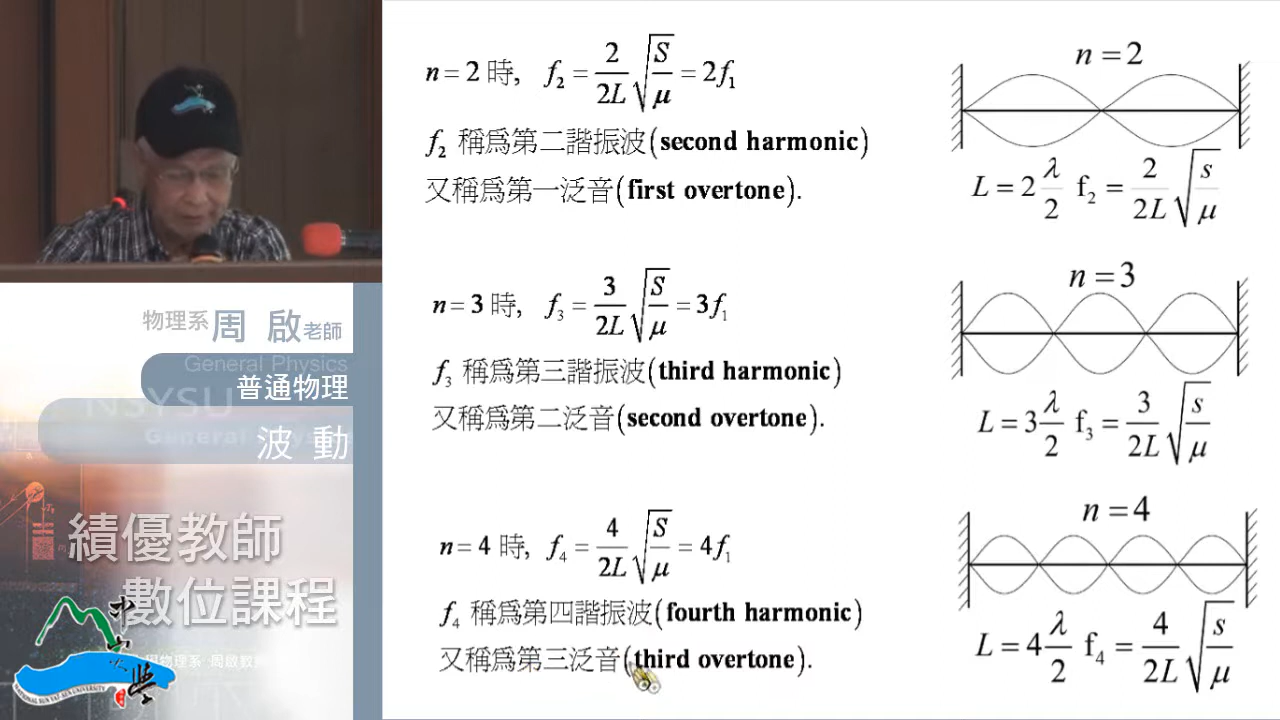 n = 2 時, f₂ = 2/2L √S/μ = 2f₁
f₂ 稱爲第二諧振波(second harmonic)
又稱爲第一泛音(first overtone).
n = 2
L = 2 λ/2 f₂ = 2/2L √s/μ
n = 3 時, f₃ = 3/2L √S/μ = 3f₁
f₃ 稱爲第三諧振波(third harmonic)
又稱爲第二泛音(second overtone).
n = 3
L = 3 λ/2 f₃ = 3/2L √s/μ
n = 4 時, f₄ = 4/2L √S/μ = 4f₁
f₄ 稱爲第四諧振波(fourth harmonic)
又稱爲第三泛音(third overtone).
n = 4
L = 4 λ/2 f₄ = 4/2L √s/μ
物理系 周 啟 老師
General Physics
普通物理
NSYSU
波 動
績優教師
數位課程